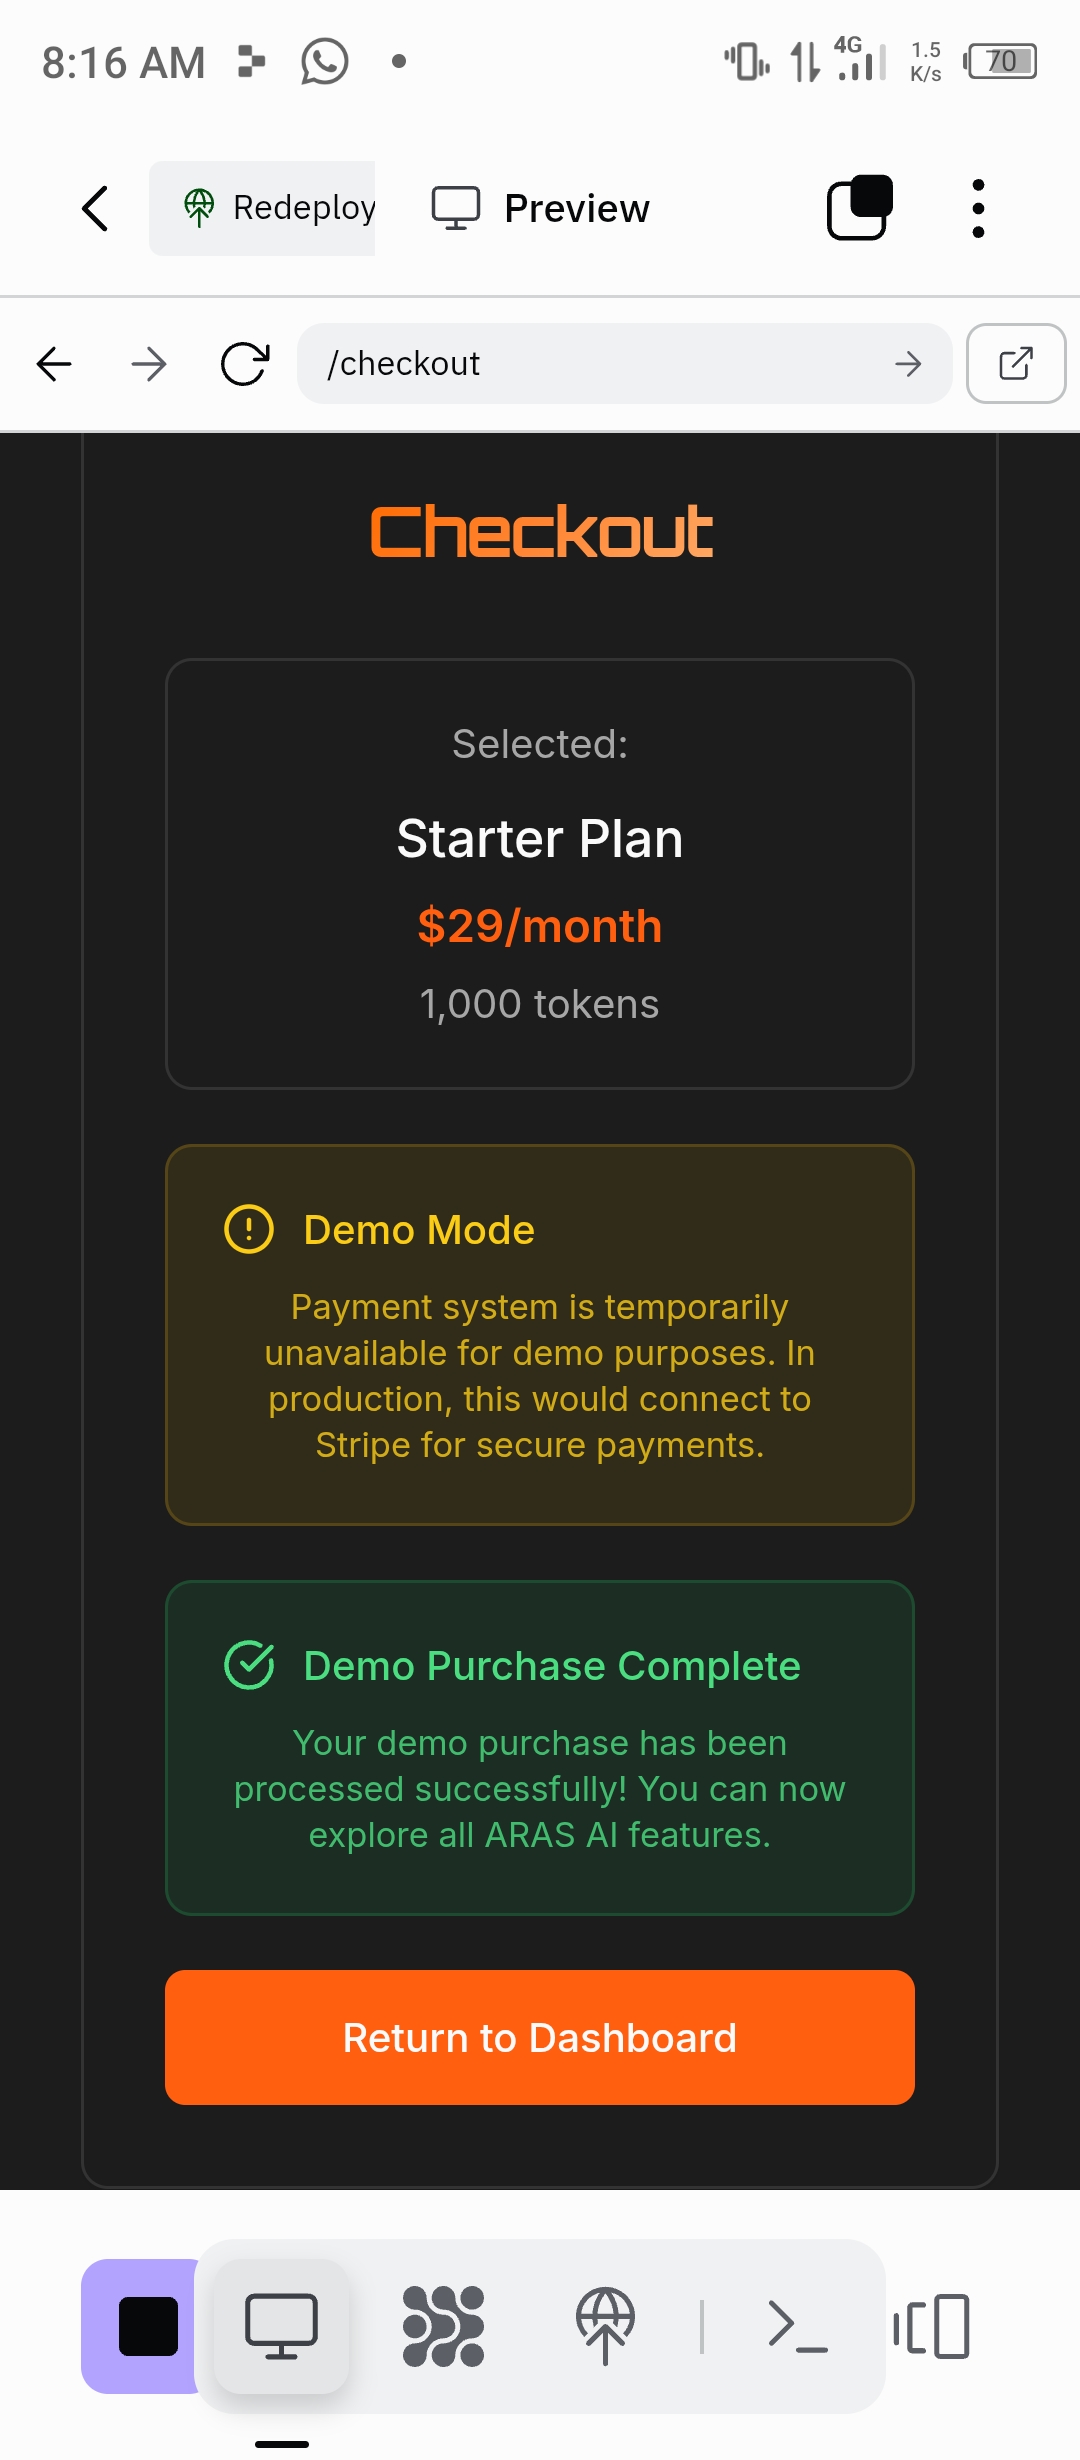 8:16 AM
4G
1.5
K/s
70
Redeploy
Preview
/checkout
Checkout
Selected:
Starter Plan
$29/month
1,000 tokens
Demo Mode
Payment system is temporarily
unavailable for demo purposes. In
production, this would connect to
Stripe for secure payments.
Demo Purchase Complete
Your demo purchase has been
processed successfully! You can now
explore all ARAS AI features.
Return to Dashboard